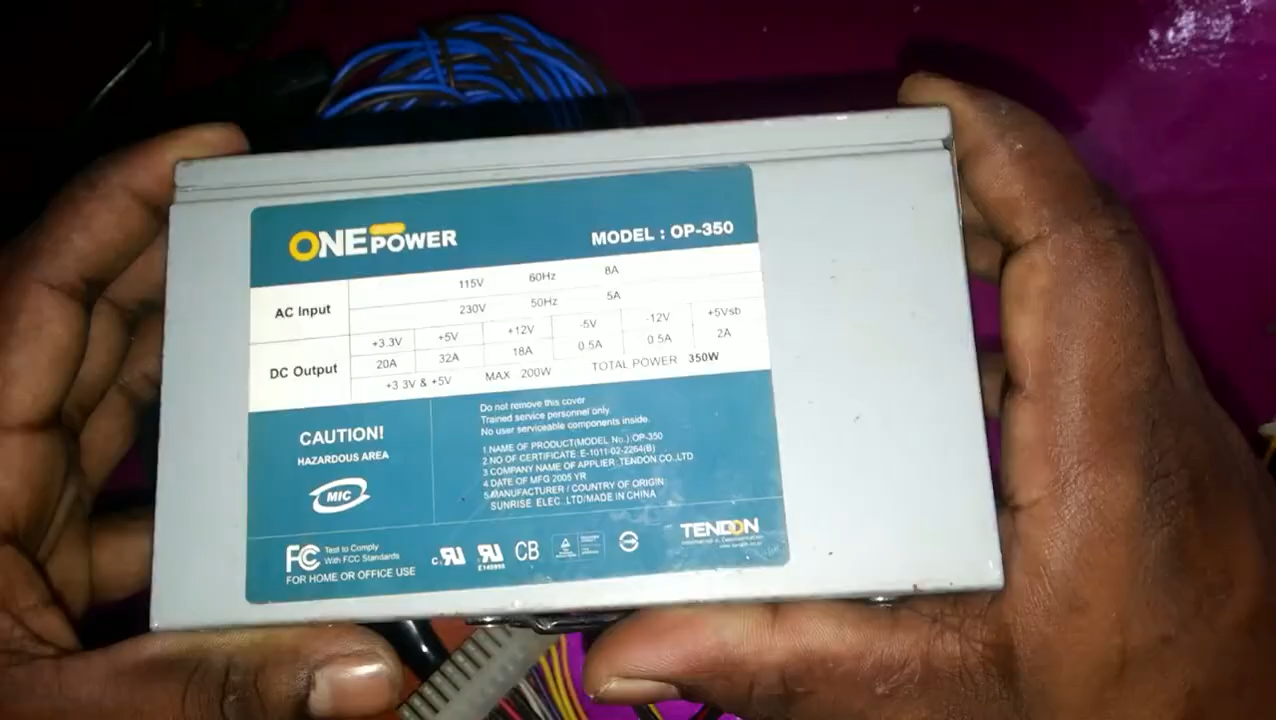 ONE POWER
MODEL : OP-350
AC Input
115V 60Hz 8A
230V 50Hz 5A
DC Output
+3.3V +5V +12V -5V -12V +5Vsb
20A 32A 18A 0.5A 0.5A 2A
+3 3V & +5V MAX 200W TOTAL POWER 350W
CAUTION!
HAZARDOUS AREA
MIC
Do not remove this cover
Trained service personnel only.
No user serviceable components inside.
1.NAME OF PRODUCT(MODEL No.):OP-350
2.NO OF CERTIFICATE:E-1011-02-2264(B)
3 COMPANY NAME OF APPLIER TENDON CO.,LTD
4 DATE OF MFG 2005 YR
5.MANUFACTURER / COUNTRY OF ORIGIN
SUNRISE ELEC. LTD/MADE IN CHINA
FC Test to Comply
With FCC Standards
FOR HOME OR OFFICE USE
CB
TENDON